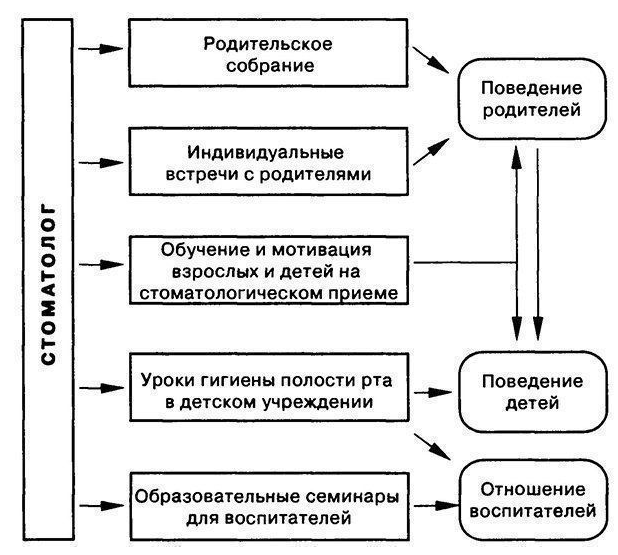 СТОМАТОЛОГ
Родительское
собрание
Поведение
родителей
Индивидуальные
встречи с родителями
Обучение и мотивация
взрослых и детей на
стоматологическом приеме
Уроки гигиены полости рта
в детском учреждении
Поведение
детей
Образовательные семинары
для воспитателей
Отношение
воспитателей